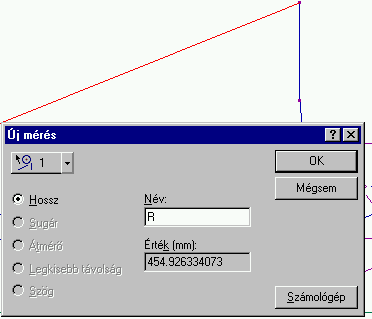 Új mérés
1
OK
Mégsem
Hossz
Sugár
Átmérő
Legkisebb távolság
Szög
Név:
R
Érték (mm):
454.926334073
Számológép